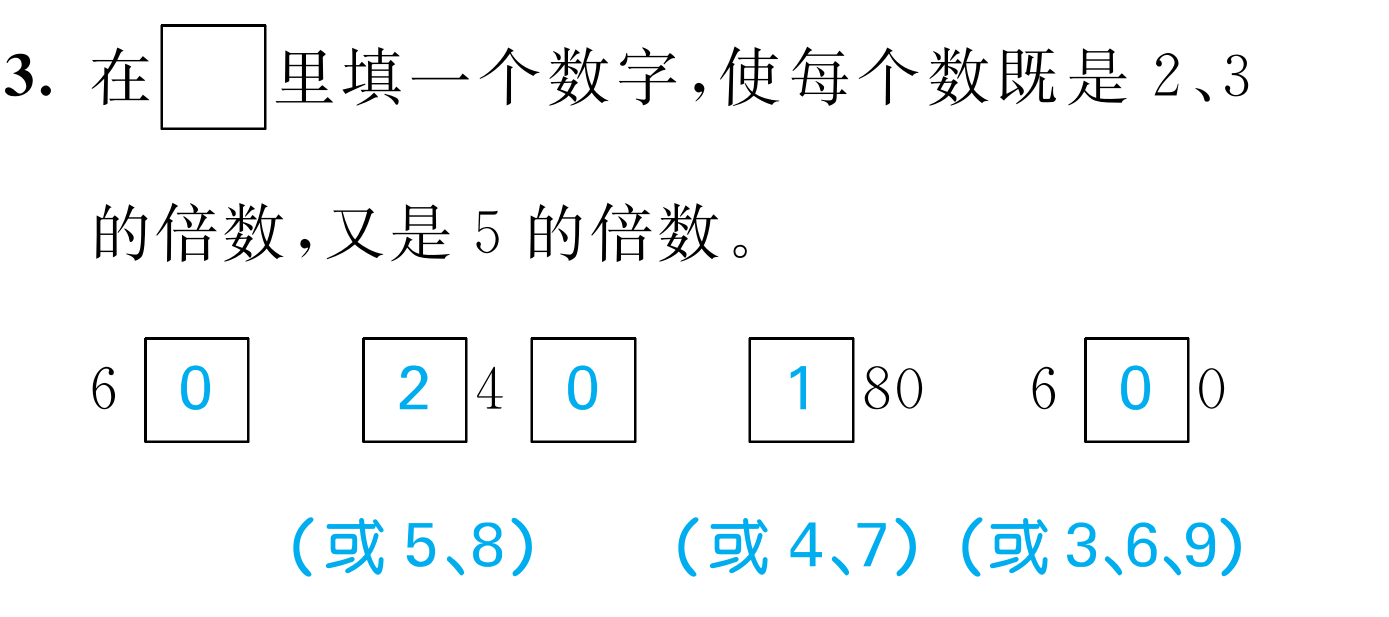 3. 在□里填一个数字,使每个数既是 2、3
的倍数,又是 5 的倍数。
6 0 2 4 0 1 80 6 0 0
(或 5、8) (或 4、7) (或 3、6、9)